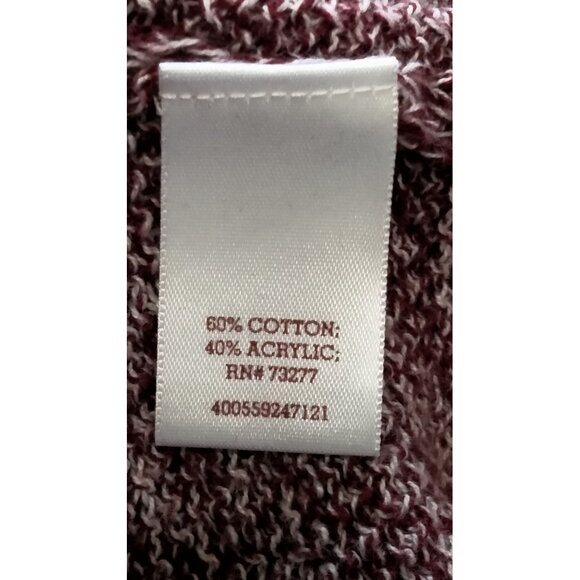 60% COTTON;
40% ACRYLIC;
RN# 73277
400559247121